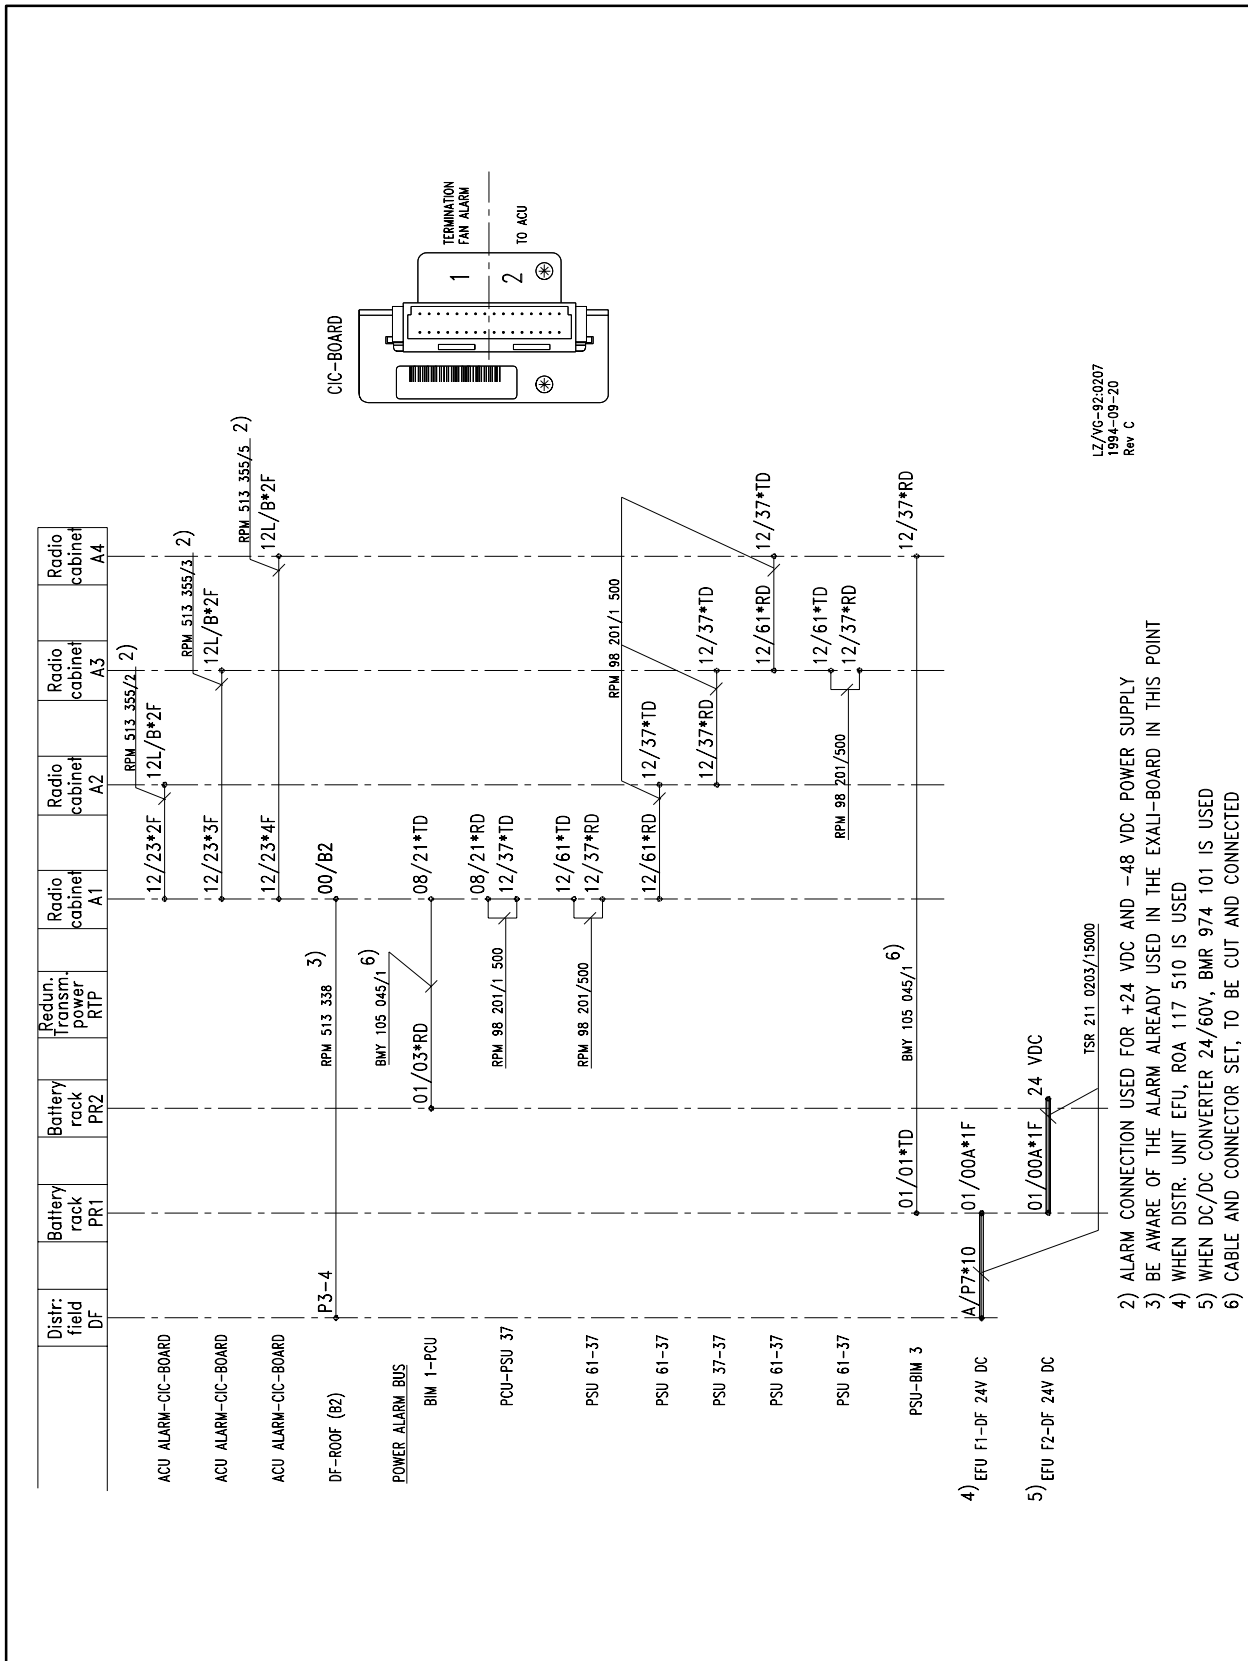 Distr:
field
DF
Battery
rack
PR1
Battery
rack
PR2
Redun.
Transm.
power
RTP
Radio
cabinet
A1
Radio
cabinet
A2
Radio
cabinet
A3
Radio
cabinet
A4
ACU ALARM-CIC-BOARD
12/23*2F
12L/B*2F
RPM 513 355/2
2)
ACU ALARM-CIC-BOARD
12/23*3F
12L/B*2F
RPM 513 355/3
2)
ACU ALARM-CIC-BOARD
12/23*4F
12L/B*2F
RPM 513 355/5
2)
DF-ROOF (B2)
P3-4
RPM 513 338
3)
00/B2
POWER ALARM BUS
BIM 1-PCU
01/03*RD
BMY 105 045/1
6)
08/21*TD
PCU-PSU 37
RPM 98 201/1 500
08/21*RD
12/37*TD
PSU 61-37
RPM 98 201/500
12/61*TD
12/37*RD
PSU 61-37
12/61*RD
12/37*TD
RPM 98 201/1 500
PSU 37-37
12/37*RD
12/37*TD
PSU 61-37
12/61*RD
12/37*TD
PSU 61-37
RPM 98 201/500
12/61*TD
12/37*RD
PSU-BIM 3
01/01*TD
BMY 105 045/1
6)
12/37*RD
4) EFU F1-DF 24V DC
A/P7*10
01/00A*1F
5) EFU F2-DF 24V DC
01/00A*1F
24 VDC
TSR 211 0203/15000
CIC-BOARD
1
2
TERMINATION
FAN ALARM
TO ACU
2) ALARM CONNECTION USED FOR +24 VDC AND -48 VDC POWER SUPPLY
3) BE AWARE OF THE ALARM ALREADY USED IN THE EXALI-BOARD IN THIS POINT
4) WHEN DISTR. UNIT EFU, ROA 117 510 IS USED
5) WHEN DC/DC CONVERTER 24/60V, BMR 974 101 IS USED
6) CABLE AND CONNECTOR SET, TO BE CUT AND CONNECTED
LZ/VG-92:0207
1994-09-20
Rev C